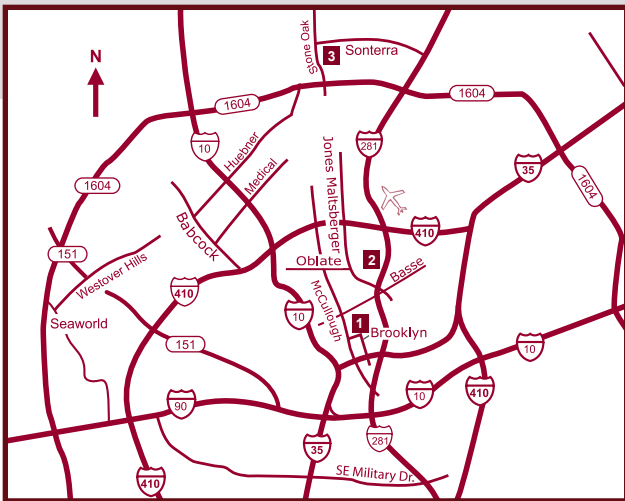 N
Stone Oak
3
Sonterra
1604
1604
10
281
Huebner
Medical
Jones Maltsberger
35
1604
1604
Babcock
410
151
Westover Hills
Oblate
2
Basse
410
McCullough
10
1
Brooklyn
Seaworld
151
10
90
10
410
281
35
SE Military Dr.
410